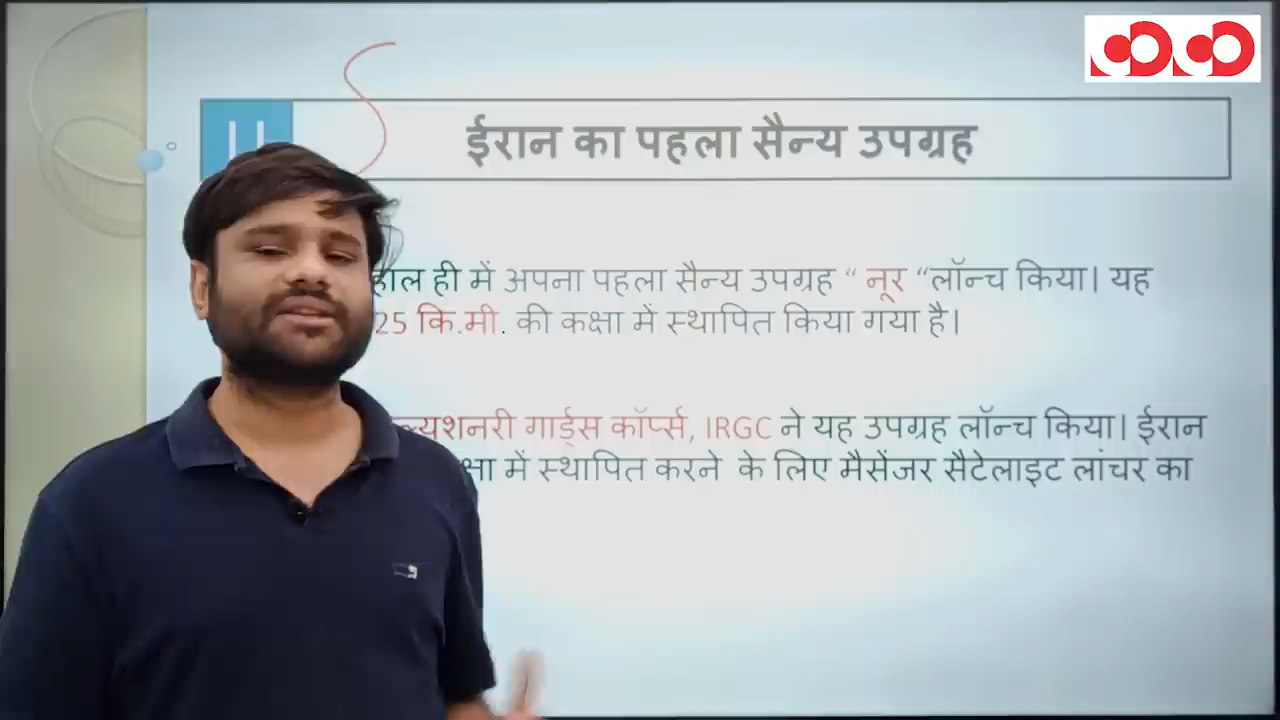 ईरान का पहला सैन्य उपग्रह
हाल ही में अपना पहला सैन्य उपग्रह “ नूर “लॉन्च किया। यह
25 कि.मी. की कक्षा में स्थापित किया गया है।
गार्ड्स कॉर्प्स, IRGC ने यह उपग्रह लॉन्च किया। ईरान
में स्थापित करने के लिए मैसेंजर सैटेलाइट लांचर का